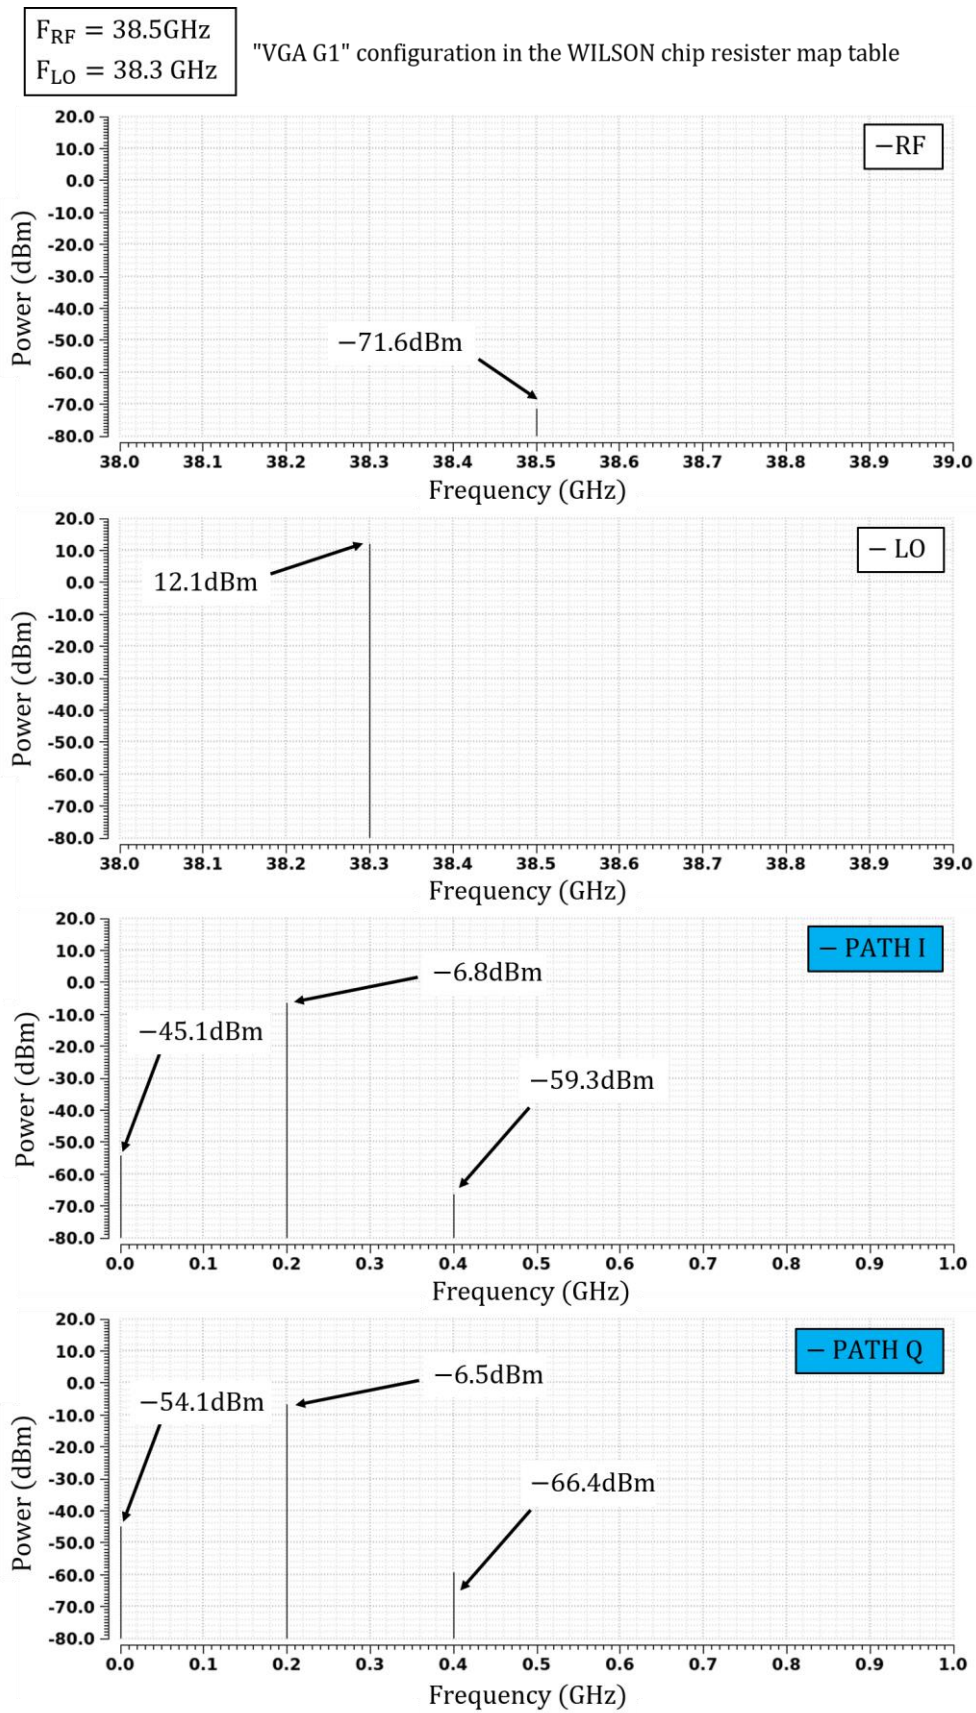 F_RF = 38.5GHz
F_LO = 38.3 GHz
"VGA G1" configuration in the WILSON chip resister map table
20.0
10.0
0.0
-10.0
-20.0
-30.0
-40.0
-50.0
-60.0
-70.0
-80.0
Power (dBm)
−RF
−71.6dBm
38.0 38.1 38.2 38.3 38.4 38.5 38.6 38.7 38.8 38.9 39.0
Frequency (GHz)
20.0
10.0
0.0
-10.0
-20.0
-30.0
-40.0
-50.0
-60.0
-70.0
-80.0
Power (dBm)
− LO
12.1dBm
38.0 38.1 38.2 38.3 38.4 38.5 38.6 38.7 38.8 38.9 39.0
Frequency (GHz)
20.0
10.0
0.0
-10.0
-20.0
-30.0
-40.0
-50.0
-60.0
-70.0
-80.0
Power (dBm)
− PATH I
−6.8dBm
−45.1dBm
−59.3dBm
0.0 0.1 0.2 0.3 0.4 0.5 0.6 0.7 0.8 0.9 1.0
Frequency (GHz)
20.0
10.0
0.0
-10.0
-20.0
-30.0
-40.0
-50.0
-60.0
-70.0
-80.0
Power (dBm)
− PATH Q
−6.5dBm
−54.1dBm
−66.4dBm
0.0 0.1 0.2 0.3 0.4 0.5 0.6 0.7 0.8 0.9 1.0
Frequency (GHz)